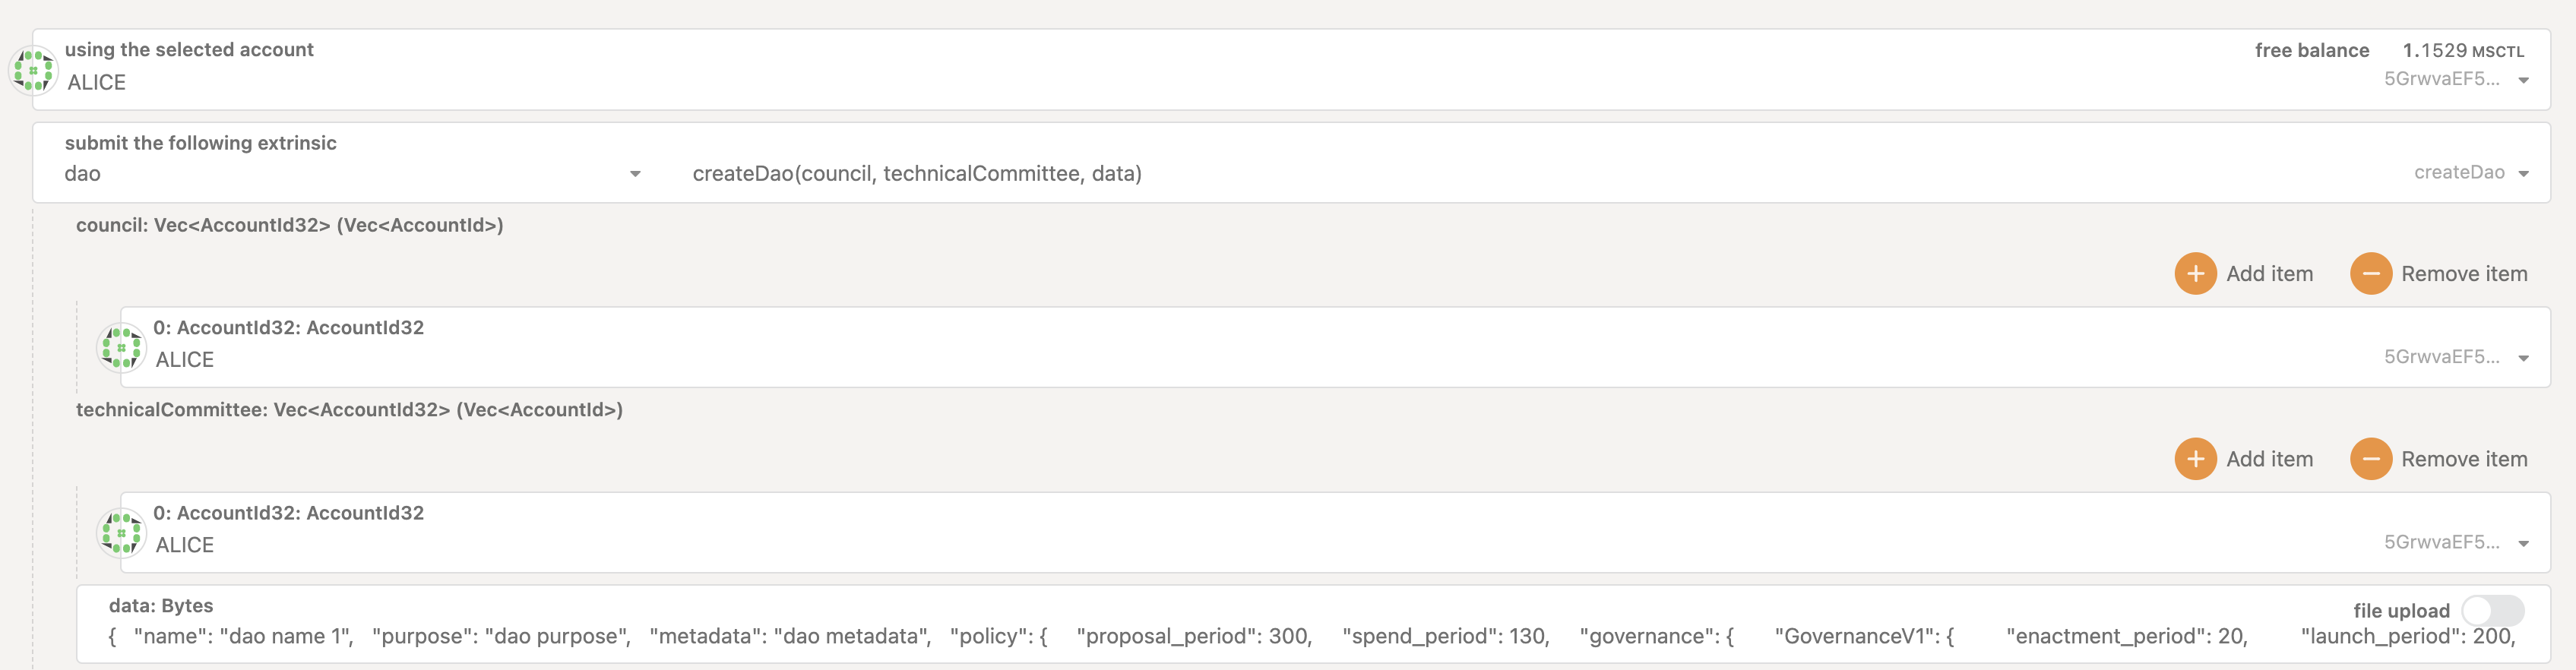 using the selected account
free balance 1.1529 MSCTL
ALICE
5GrwvaEF5...
submit the following extrinsic
dao
createDao(council, technicalCommittee, data)
createDao
council: Vec<AccountId32> (Vec<AccountId>)
Add item
Remove item
0: AccountId32: AccountId32
ALICE
5GrwvaEF5...
technicalCommittee: Vec<AccountId32> (Vec<AccountId>)
Add item
Remove item
0: AccountId32: AccountId32
ALICE
5GrwvaEF5...
data: Bytes
file upload
{ "name": "dao name 1", "purpose": "dao purpose", "metadata": "dao metadata", "policy": { "proposal_period": 300, "spend_period": 130, "governance": { "GovernanceV1": { "enactment_period": 20, "launch_period": 200,